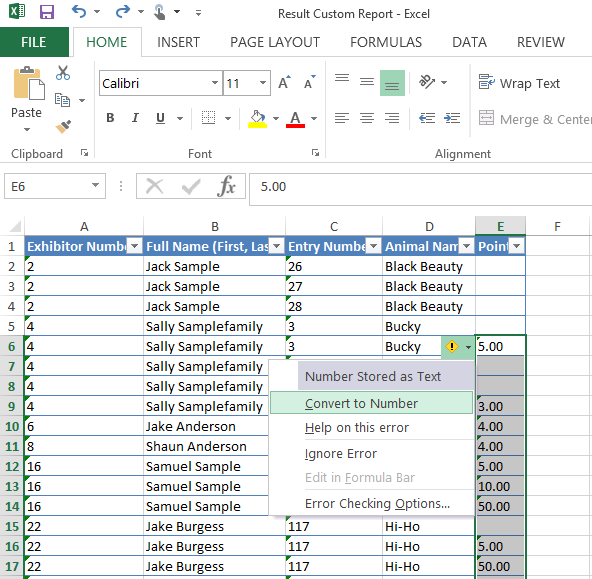 Result Custom Report - Excel
FILE HOME INSERT PAGE LAYOUT FORMULAS DATA REVIEW
Calibri 11 A A Wrap Text
Paste B I U A Merge & Center
Clipboard Font Alignment
E6 fx 5.00
A B C D E F
1 Exhibitor Numbe Full Name (First, Las Entry Numbe Animal Nam Point
2 2 Jack Sample 26 Black Beauty
3 2 Jack Sample 27 Black Beauty
4 2 Jack Sample 28 Black Beauty
5 4 Sally Samplefamily 3 Bucky
6 4 Sally Samplefamily 3 Bucky 5.00
7 4 Sally Samplefamily
8 4 Sally Samplefamily
9 4 Sally Samplefamily 3.00
10 6 Jake Anderson 4.00
11 8 Shaun Anderson 4.00
12 16 Samuel Sample 5.00
13 16 Samuel Sample 10.00
14 16 Samuel Sample 50.00
15 22 Jake Burgess 117 Hi-Ho
16 22 Jake Burgess 117 Hi-Ho 5.00
17 22 Jake Burgess 117 Hi-Ho 50.00
Number Stored as Text
Convert to Number
Help on this error
Ignore Error
Edit in Formula Bar
Error Checking Options...